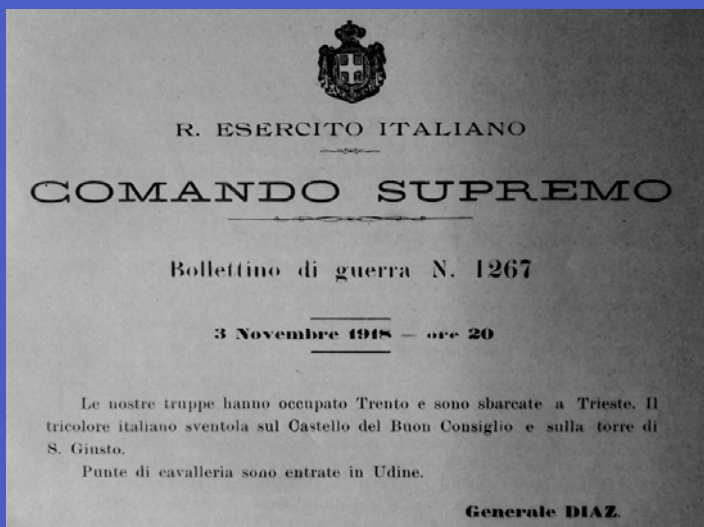 R. ESERCITO ITALIANO
COMANDO SUPREMO
Bollettino di guerra N. 1267
3 Novembre 1918 — ore 20
Le nostre truppe hanno occupato Trento e sono sbarcate a Trieste. Il
tricolore italiano sventola sul Castello del Buon Consiglio e sulla torre di
S. Giusto.
Punte di cavalleria sono entrate in Udine.
Generale DIAZ.